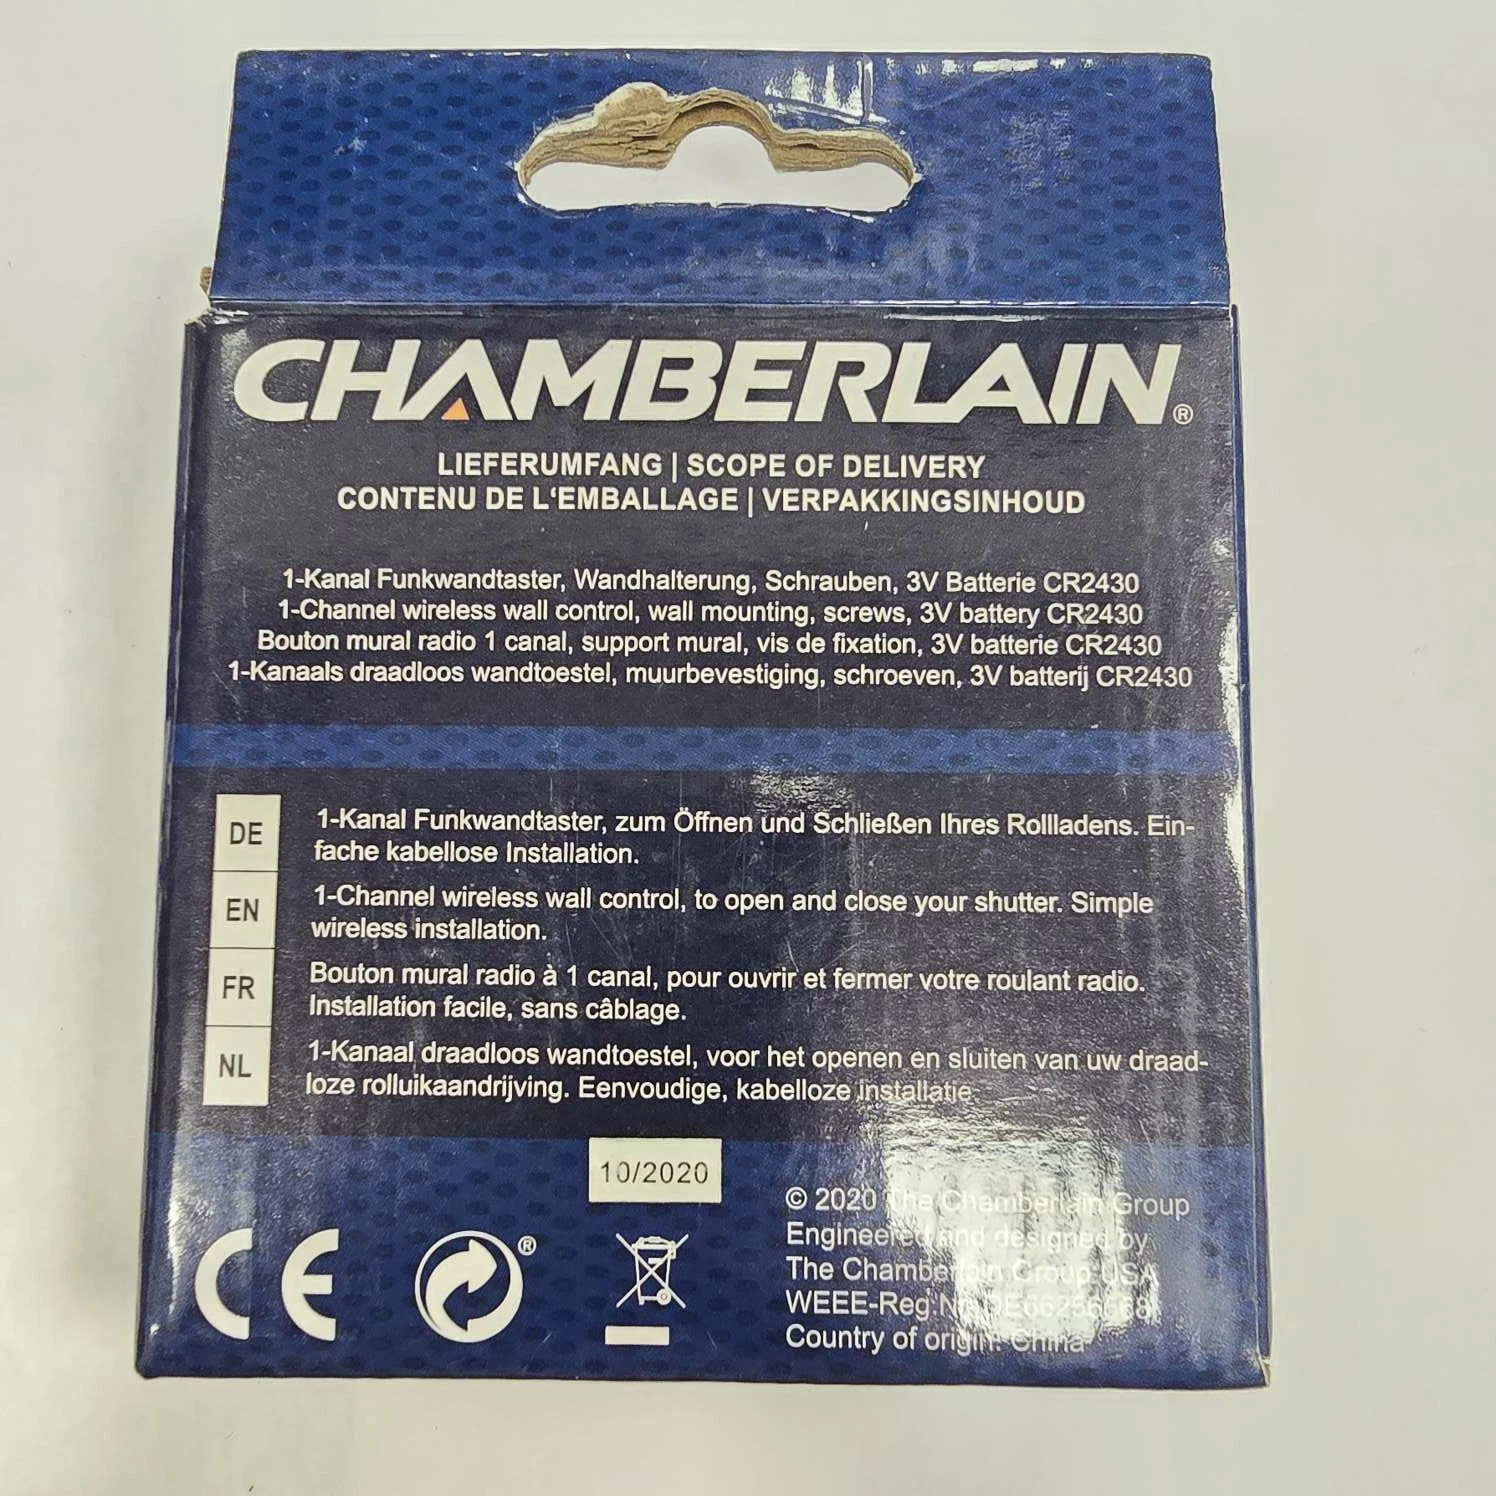 CHAMBERLAIN®
LIEFERUMFANG | SCOPE OF DELIVERY
CONTENU DE L‘EMBALLAGE | VERPAKKINGSINHOUD
1-Kanal Funkwandtaster, Wandhalterung, Schrauben, 3V Batterie CR2430
1-Channel wireless wall control, wall mounting, screws, 3V battery CR2430
Bouton mural radio 1 canal, support mural, vis de fixation, 3V batterie CR2430
1-Kanaals draadloos wandtoestel, muurbevestiging, schroeven, 3V batterij CR2430
DE
1-Kanal Funkwandtaster, zum Öffnen und Schließen Ihres Rollladens. Ein-
fache kabellose Installation.
EN
1-Channel wireless wall control, to open and close your shutter. Simple
wireless installation.
FR
Bouton mural radio à 1 canal, pour ouvrir et fermer votre roulant radio.
Installation facile, sans câblage.
NL
1-Kanaal draadloos wandtoestel, voor het openen en sluiten van uw draad-
loze rolluikaandrijving. Eenvoudige, kabelloze installatie.
10/2020
CE
®
© 2020 The Chamberlain Group
Engineered and designed by
The Chamberlain Group USA
WEEE-Reg.Nr.
Country of origin: China